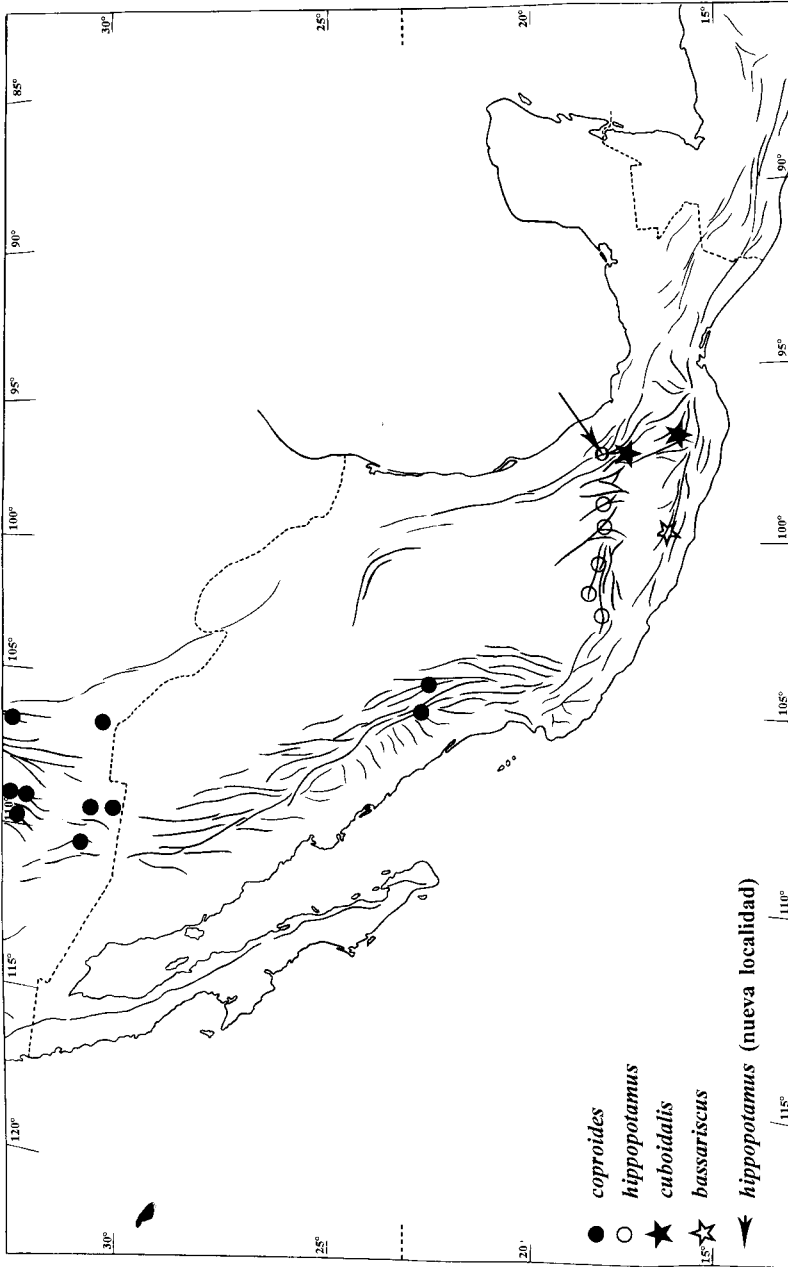 120° 115° 110° 105° 100° 95° 90° 85°
30° 30°
25° 25°
20° 20°
coproides
hippopotamus
cuboidalis
bassariscus
hippopotamus (nueva localidad)
15° 15°
115° 110° 105° 100° 95° 90°